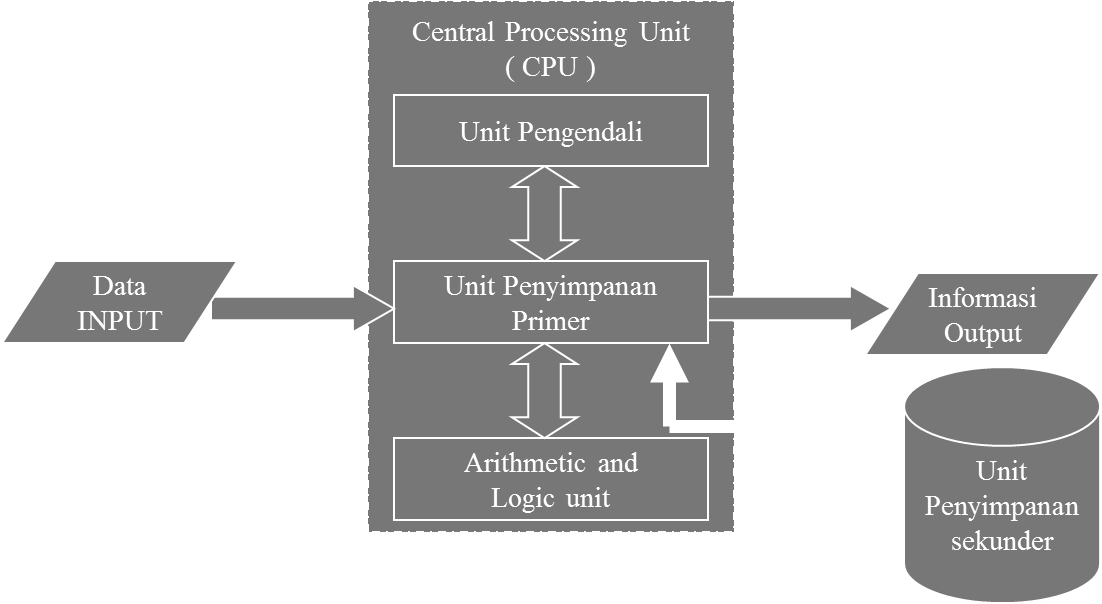 Central Processing Unit
( CPU )
Unit Pengendali
Data
INPUT
Unit Penyimpanan
Primer
Informasi
Output
Arithmetic and
Logic unit
Unit
Penyimpanan
sekunder